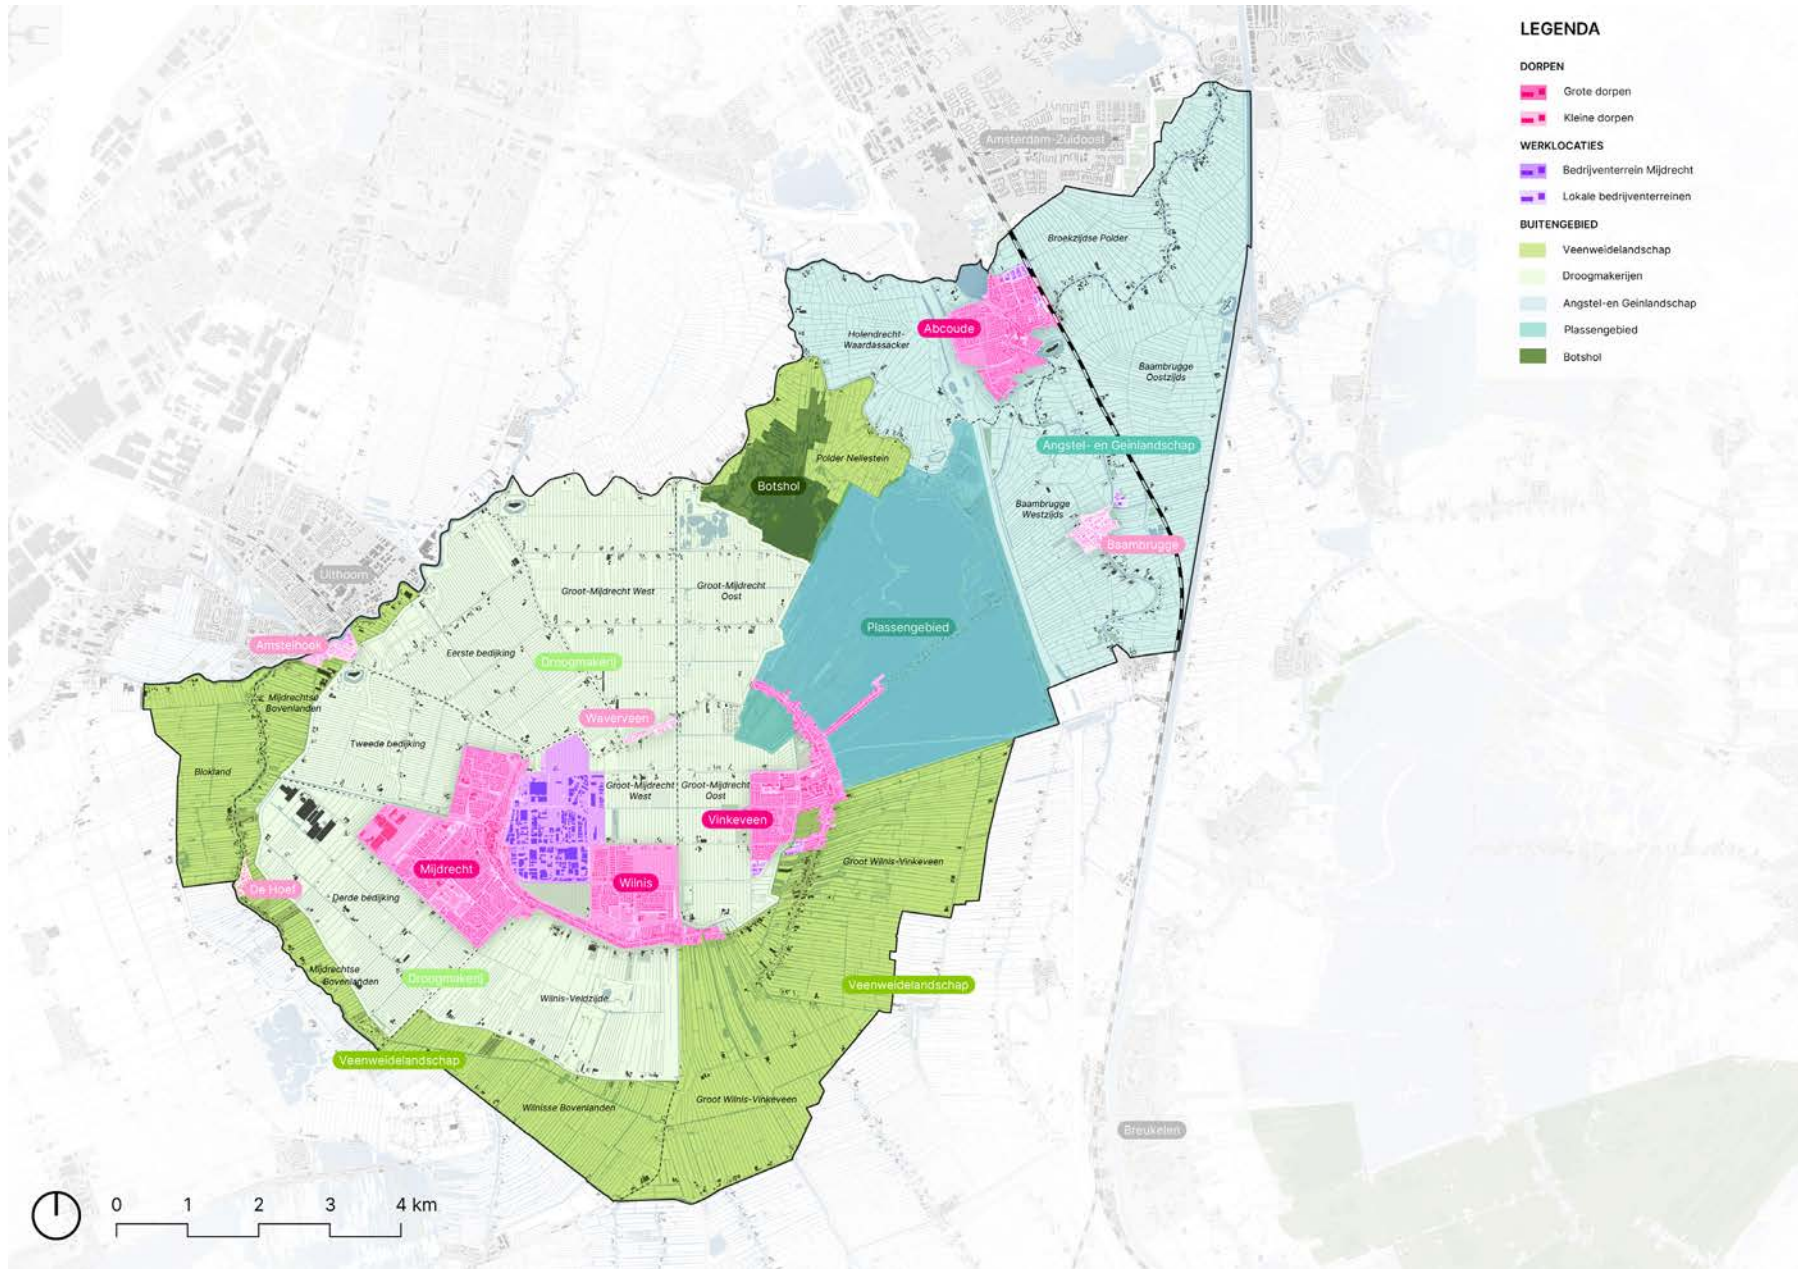 LEGENDA
DORPEN
Grote dorpen
Kleine dorpen
WERKLOCATIES
Bedrijventerrein Mijdrecht
Lokale bedrijventerreinen
BUITENGEBIED
Veenweidelandschap
Droogmakerijen
Angstel-en Geinlandschap
Plassengebied
Botshol
Amsterdam-Zuidoost
Broekzijdse Polder
Abcoude
Holendrecht-
Waardassacker
Baambrugge
Oostzijds
Angstel- en Geinlandschap
Polder Nellestein
Botshol
Baambrugge
Westzijds
Baambrugge
Uithoorn
Groot-Mijdrecht West
Groot-Mijdrecht
Oost
Plassengebied
Amstelhoek
Eerste bedijking
Droogmakerij
Mijdrechtse
Bovenlanden
Waverveen
Tweede bedijking
Blokland
Groot-Mijdrecht
West
Groot-Mijdrecht
Oost
Vinkeveen
Mijdrecht
Wilnis
Groot Wilnis-Vinkeveen
De Hoef
Derde bedijking
Mijdrechtse
Bovenlanden
Droogmakerij
Wilnis-Veldzijde
Veenweidelandschap
Veenweidelandschap
Wilnisse Bovenlanden
Groot Wilnis-Vinkeveen
Breukelen
0 1 2 3 4 km